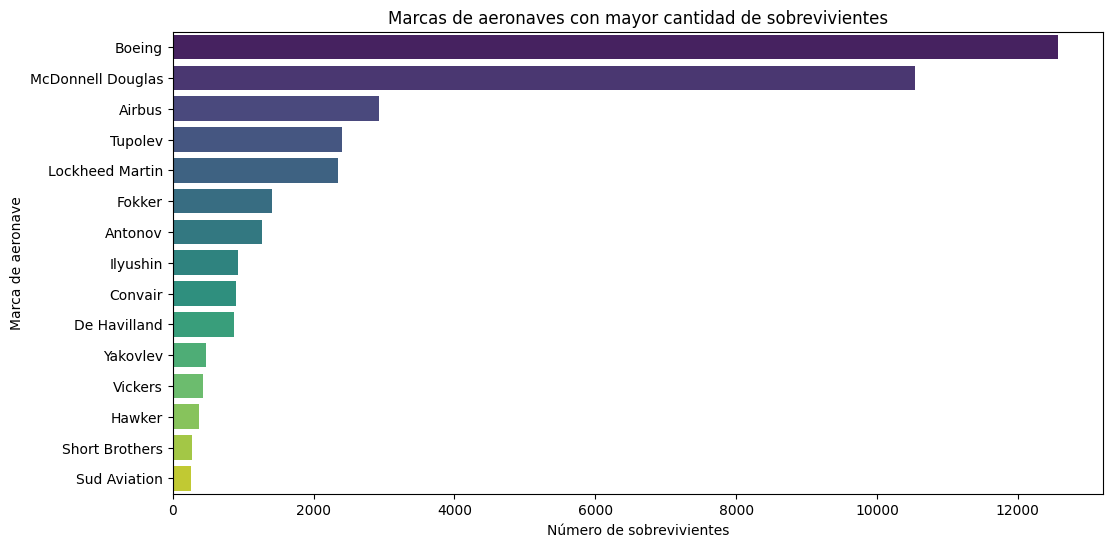 Marcas de aeronaves con mayor cantidad de sobrevivientes
Marca de aeronave
Boeing
McDonnell Douglas
Airbus
Tupolev
Lockheed Martin
Fokker
Antonov
Ilyushin
Convair
De Havilland
Yakovlev
Vickers
Hawker
Short Brothers
Sud Aviation
0 2000 4000 6000 8000 10000 12000
Número de sobrevivientes